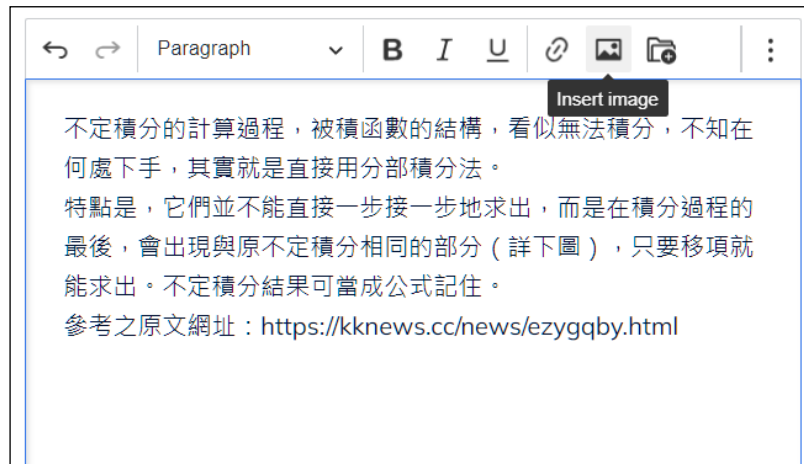 Paragraph B I U
Insert image
不定積分的計算過程，被積函數的結構，看似無法積分，不知在
何處下手，其實就是直接用分部積分法。
特點是，它們並不能直接一步接一步地求出，而是在積分過程的
最後，會出現與原不定積分相同的部分（詳下圖），只要移項就
能求出。不定積分結果可當成公式記住。
參考之原文網址：https://kknews.cc/news/ezygqby.html